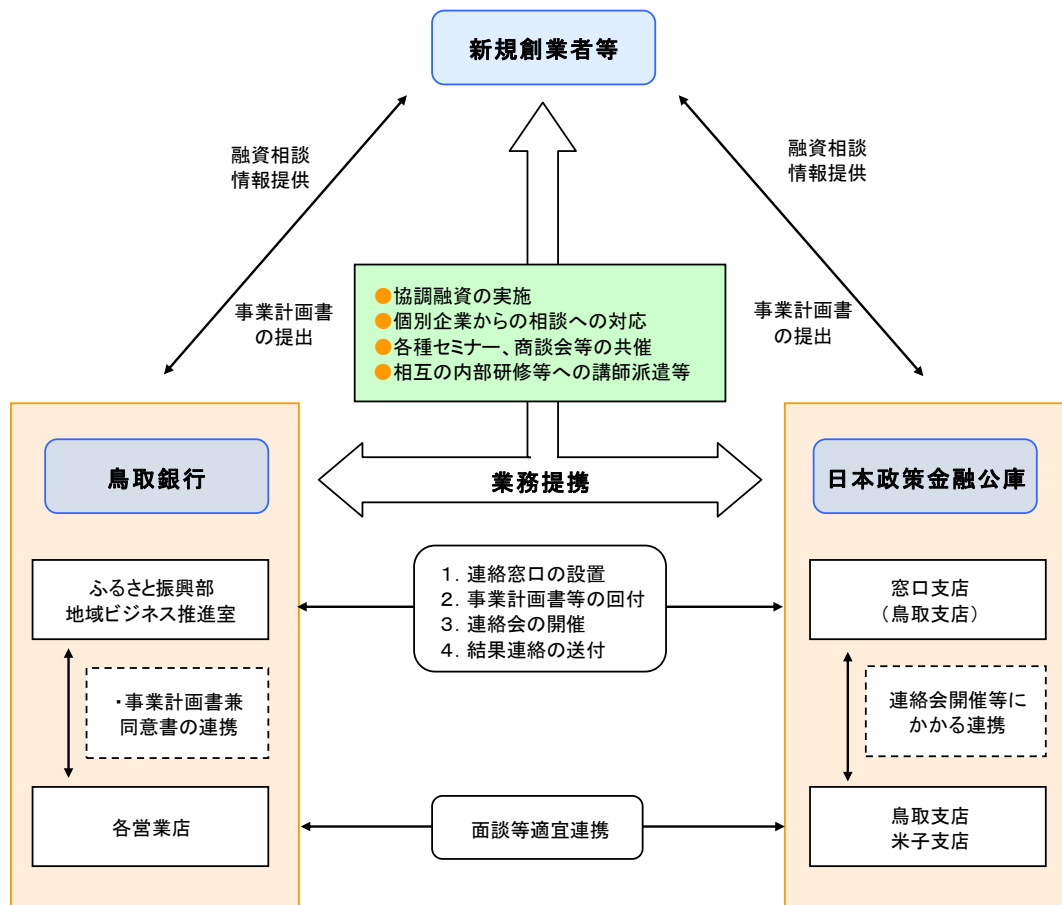 新規創業者等
融資相談
情報提供
融資相談
情報提供
事業計画書
の提出
●協調融資の実施
●個別企業からの相談への対応
●各種セミナー、商談会等の共催
●相互の内部研修等への講師派遣等
事業計画書
の提出
鳥取銀行
業務提携
日本政策金融公庫
ふるさと振興部
地域ビジネス推進室
1．連絡窓口の設置
2．事業計画書等の回付
3．連絡会の開催
4．結果連絡の送付
窓口支店
（鳥取支店）
・事業計画書兼
同意書の連携
連絡会開催等に
かかる連携
各営業店
面談等適宜連携
鳥取支店
米子支店